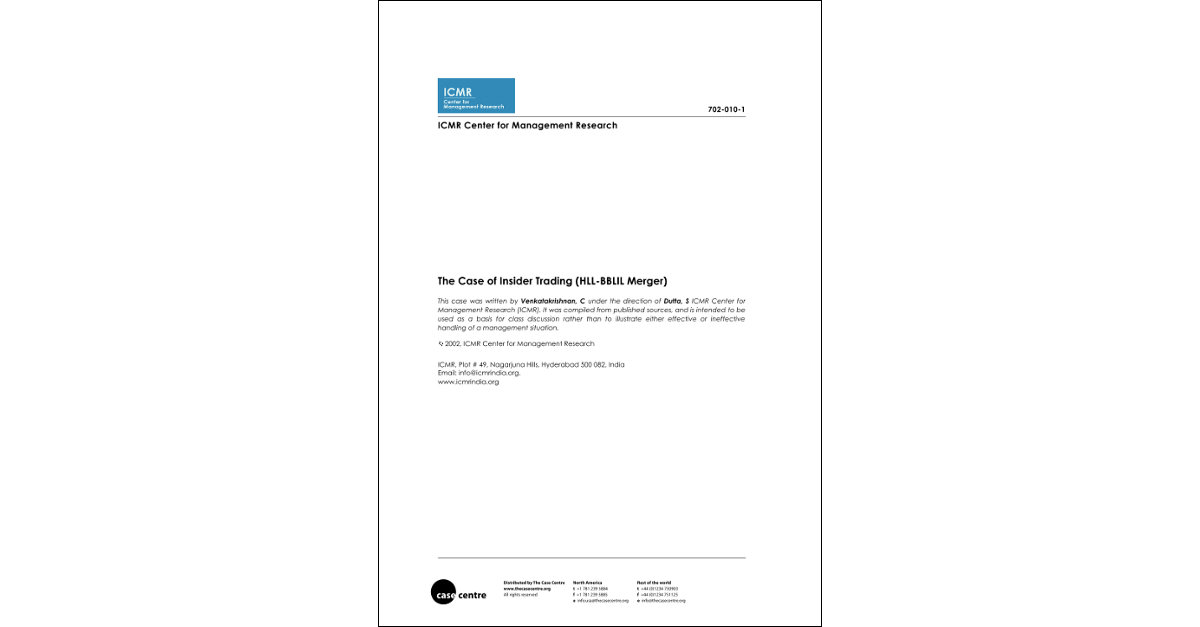 ICMR
Center for
Management Research
702-010-1
ICMR Center for Management Research
The Case of Insider Trading (HLL-BBLIL Merger)
This case was written by Venkatakrishnan, C under the direction of Dutta, S ICMR Center for
Management Research (ICMR). It was compiled from published sources, and is intended to be
used as a basis for class discussion rather than to illustrate either effective or ineffective
handling of a management situation.
2002, ICMR Center for Management Research
ICMR, Plot # 49, Nagarjuna Hills, Hyderabad 500 082, India
Email: info@icmrindia.org.
www.icmrindia.org
case centre
Distributed by The Case Centre
www.thecasecentre.org
All rights reserved
North America
t +1 781 239 5884
f +1 781 239 5885
e info.usa@thecasecentre.org
Rest of the world
t +44 (0)1234 750903
f +44 (0)1234 751125
e info@thecasecentre.org